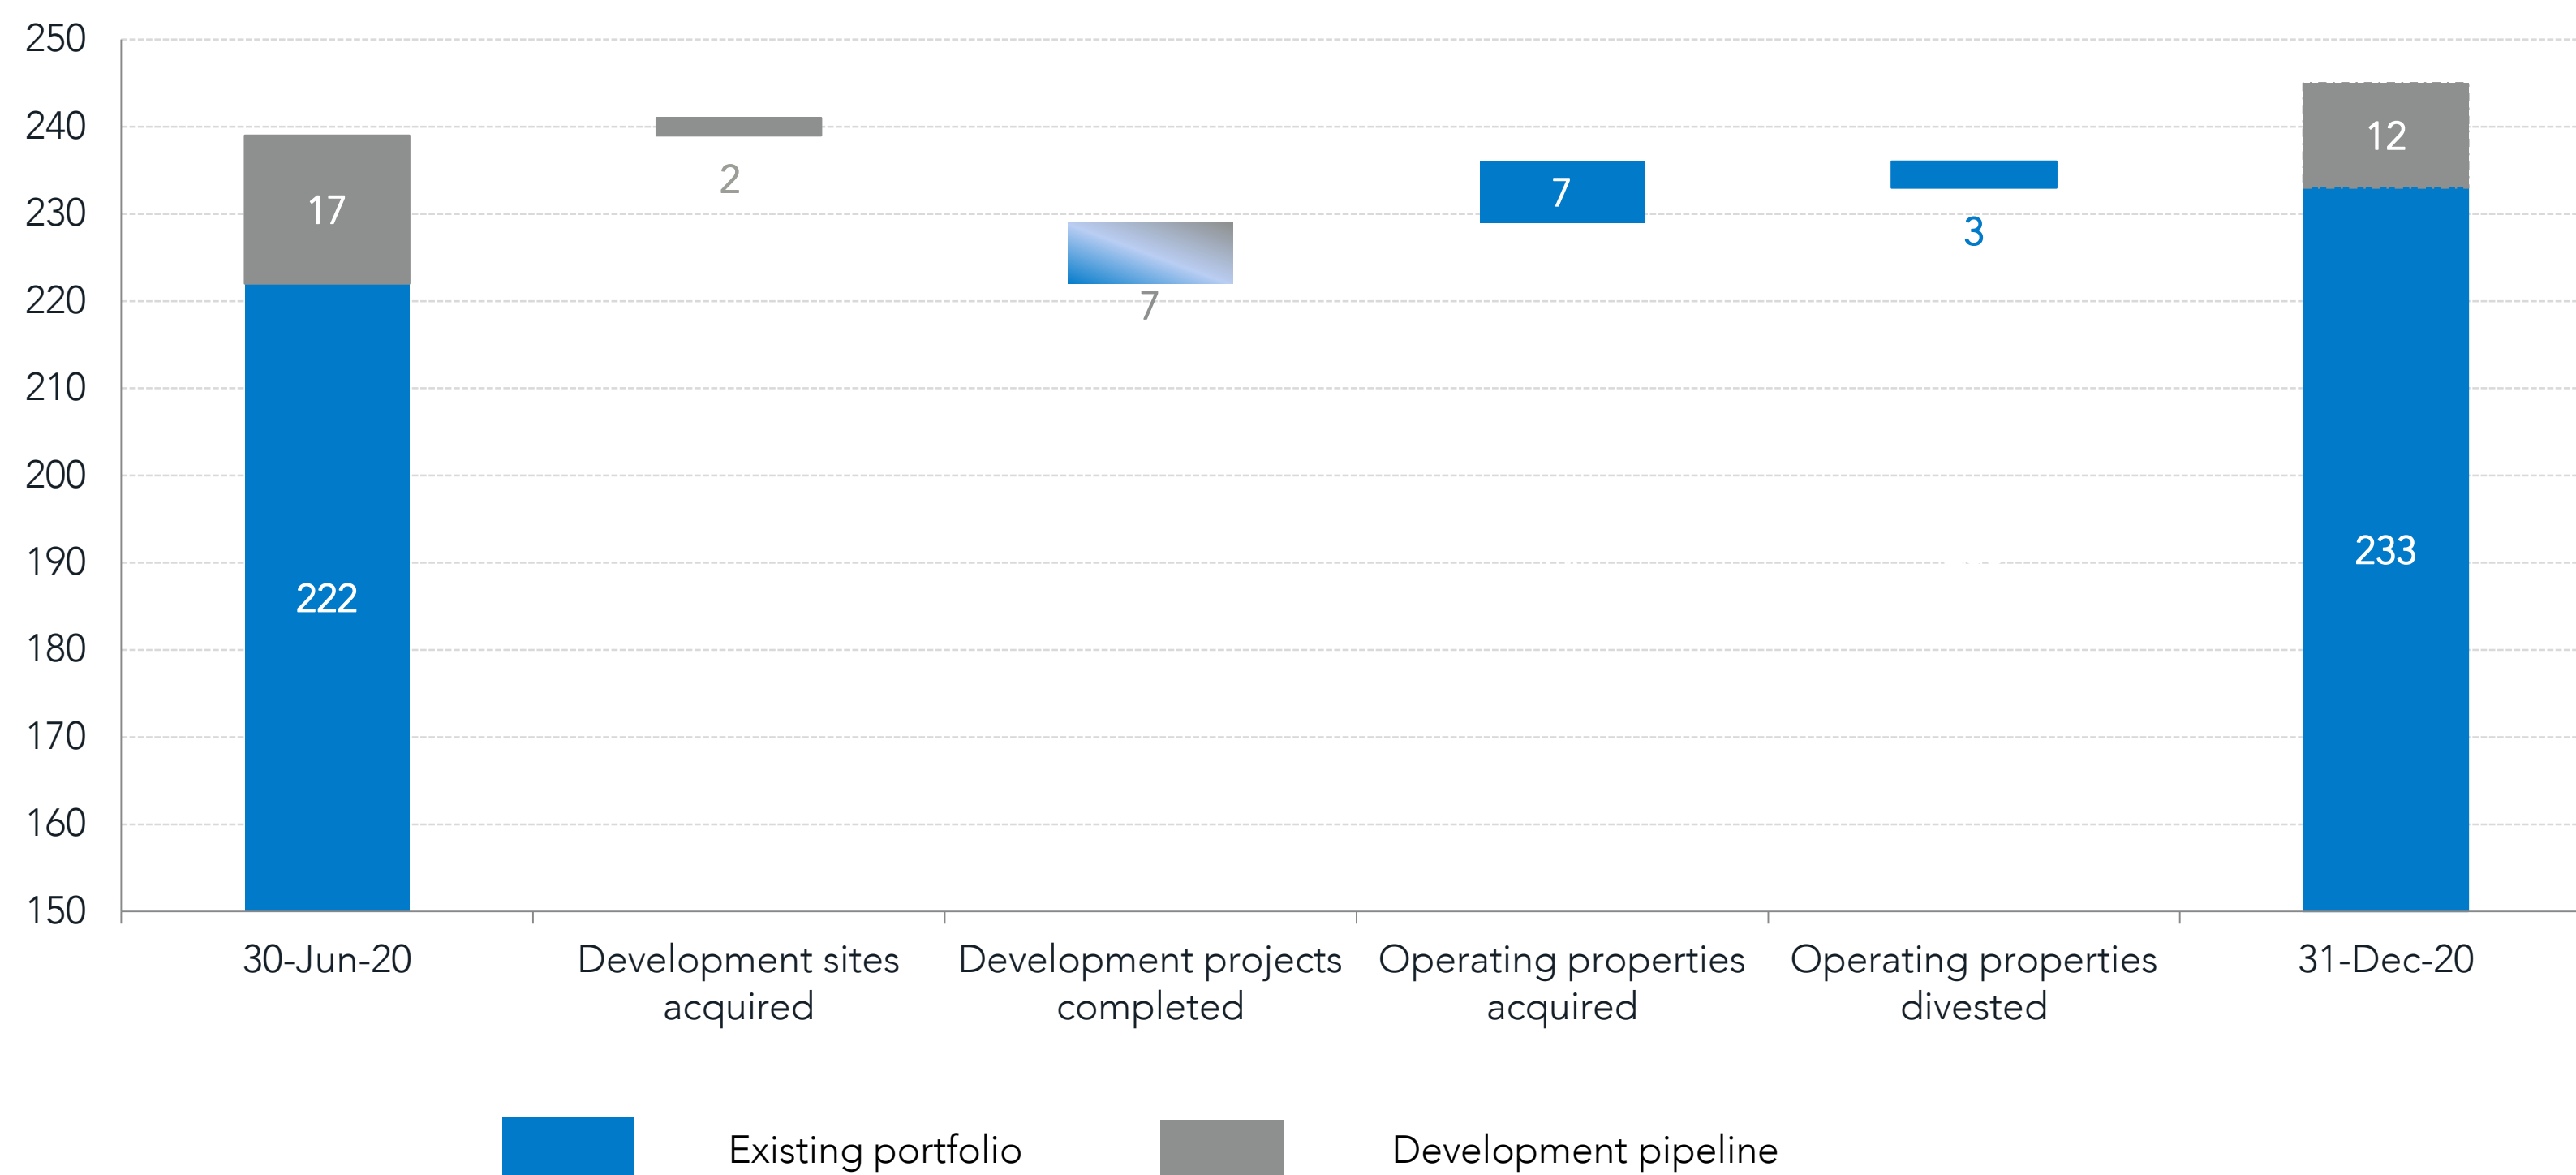 250
240
230
220
210
200
190
180
170
160
150
17
222
2
7
7
3
12
233
30-Jun-20
Development sites
acquired
Development projects
completed
Operating properties
acquired
Operating properties
divested
31-Dec-20
Existing portfolio
Development pipeline